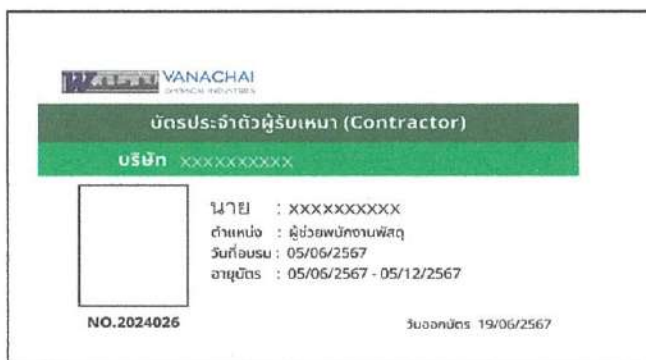 VANACHAI
CHEMICAL INDUSTRIES
บัตรประจำตัวผู้รับเหมา (Contractor)
บริษัท xxxxxxxxxx
นาย : xxxxxxxxxx
ตำแหน่ง : ผู้ช่วยพนักงานพัสดุ
วันที่อบรม : 05/06/2567
อายุบัตร : 05/06/2567 - 05/12/2567
NO.2024026
วันออกบัตร 19/06/2567